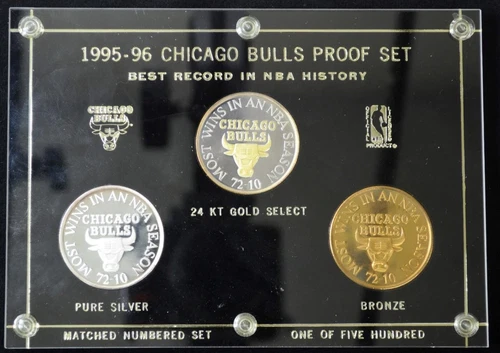 1995-96 CHICAGO BULLS PROOF SET
BEST RECORD IN NBA HISTORY
CHICAGO
BULLS
MOST WINS IN AN NBA SEASON
CHICAGO
BULLS
72-10
OFFICIAL
PRODUCT
24 KT GOLD SELECT
MOST WINS IN AN NBA SEASON
CHICAGO
BULLS
72-10
MOST WINS IN AN NBA SEASON
CHICAGO
BULLS
72-10
PURE SILVER
BRONZE
MATCHED NUMBERED SET
ONE OF FIVE HUNDRED